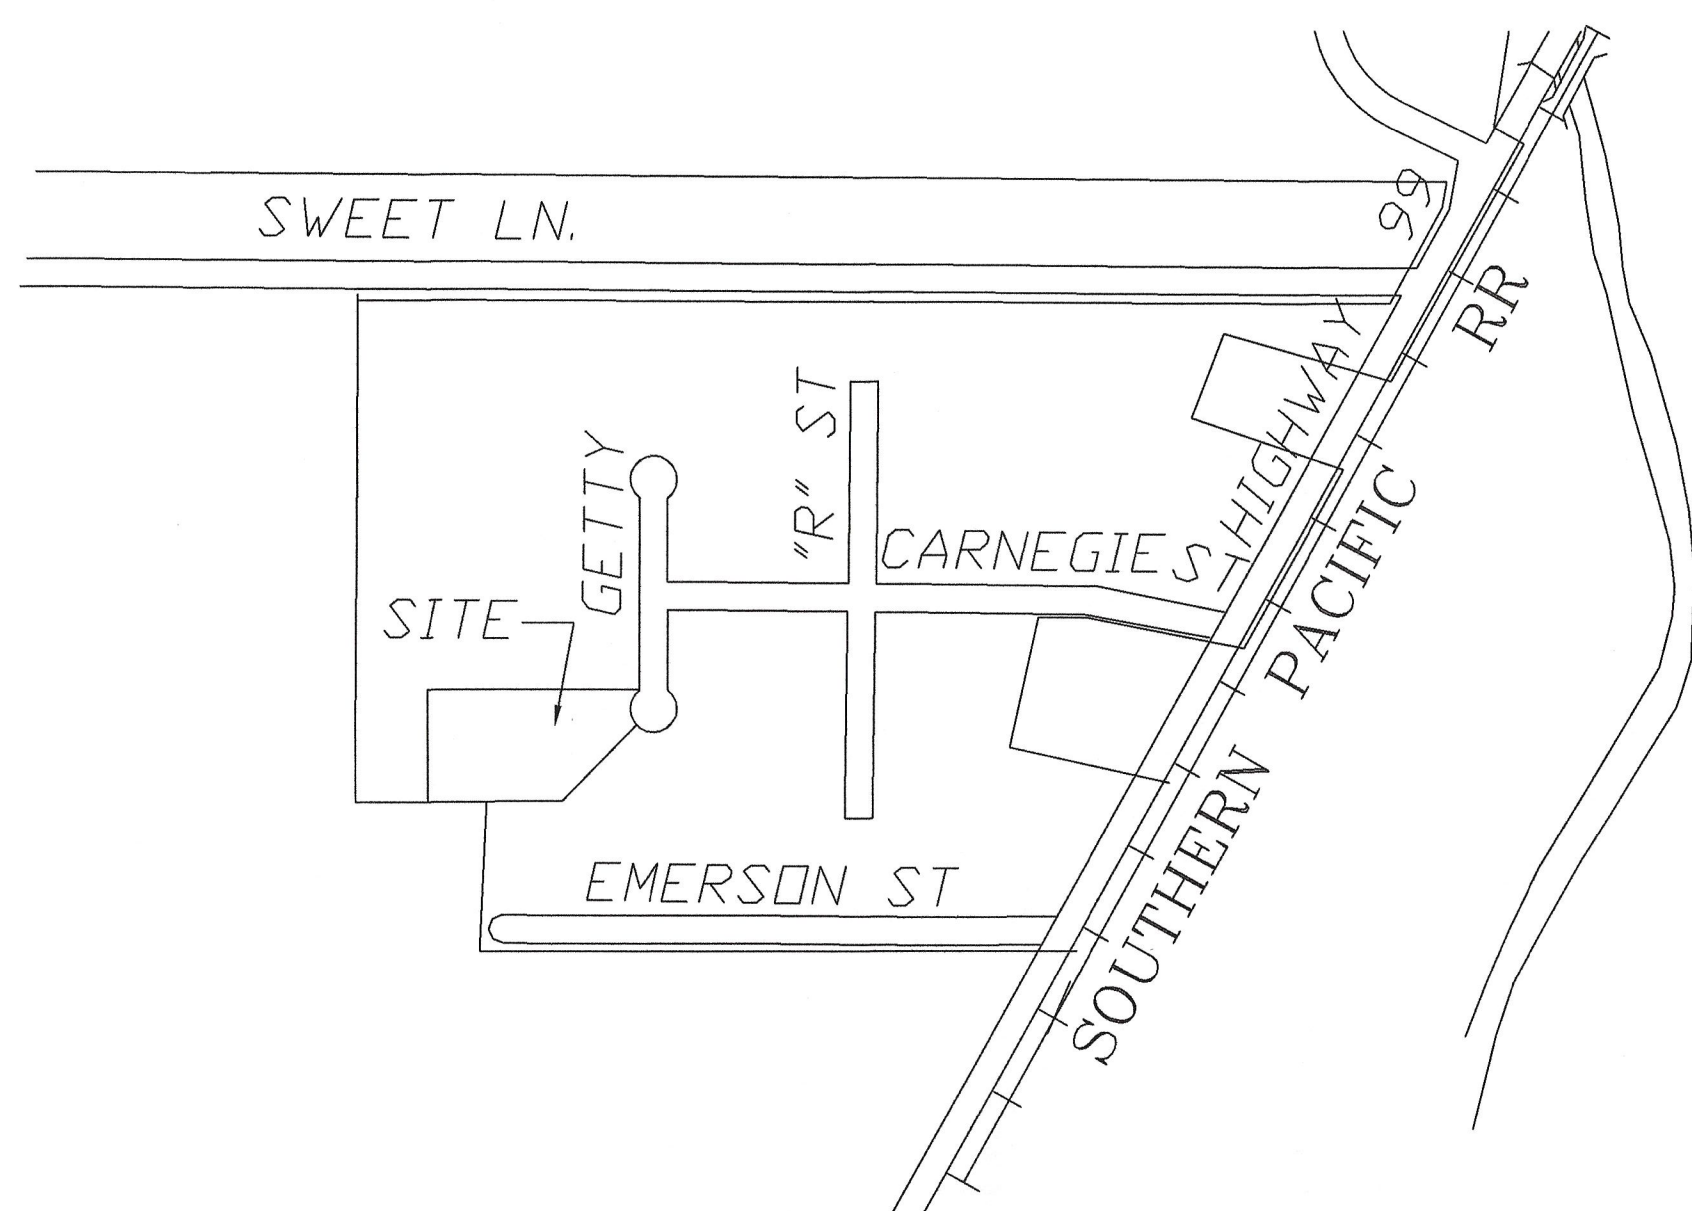 SWEET LN.
HIGHWAY 99
SOUTHERN PACIFIC RR
GETTY
"R" ST
CARNEGIE ST
SITE
EMERSON ST